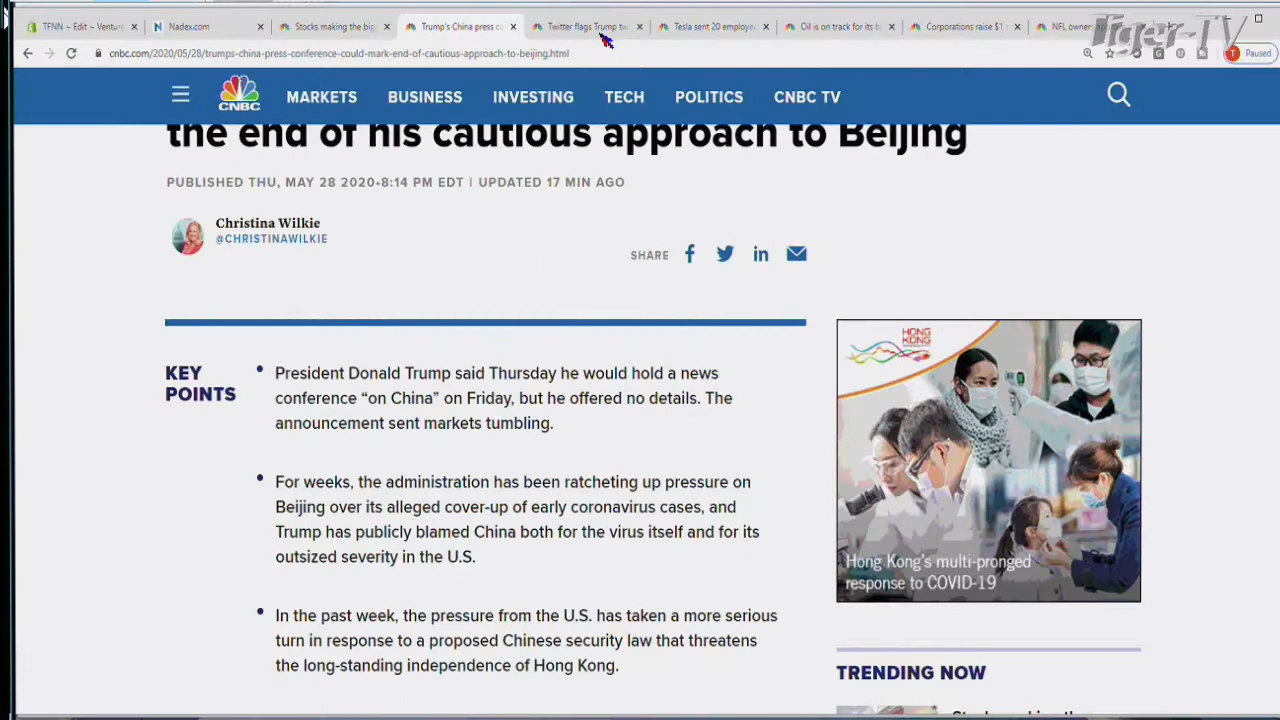 TFNN ~ Edit ~ Venture
Nadex.com
Stocks making the big
Trump's China press co
Twitter flags Trump tw
Tesla sent 20 employe
Oil is on track for its b
Corporations raise $1
NFL owners
Tiger-TV
cnbc.com/2020/05/28/trumps-china-press-conference-could-mark-end-of-cautious-approach-to-beijing.html
Paused
CNBC
MARKETS
BUSINESS
INVESTING
TECH
POLITICS
CNBC TV
the end of his cautious approach to Beijing
PUBLISHED THU, MAY 28 2020•8:14 PM EDT | UPDATED 17 MIN AGO
Christina Wilkie
@CHRISTINAWILKIE
SHARE
KEY
POINTS
President Donald Trump said Thursday he would hold a news
conference “on China” on Friday, but he offered no details. The
announcement sent markets tumbling.
For weeks, the administration has been ratcheting up pressure on
Beijing over its alleged cover-up of early coronavirus cases, and
Trump has publicly blamed China both for the virus itself and for its
outsized severity in the U.S.
In the past week, the pressure from the U.S. has taken a more serious
turn in response to a proposed Chinese security law that threatens
the long-standing independence of Hong Kong.
HONG
KONG
Hong Kong's multi-pronged
response to COVID-19
TRENDING NOW